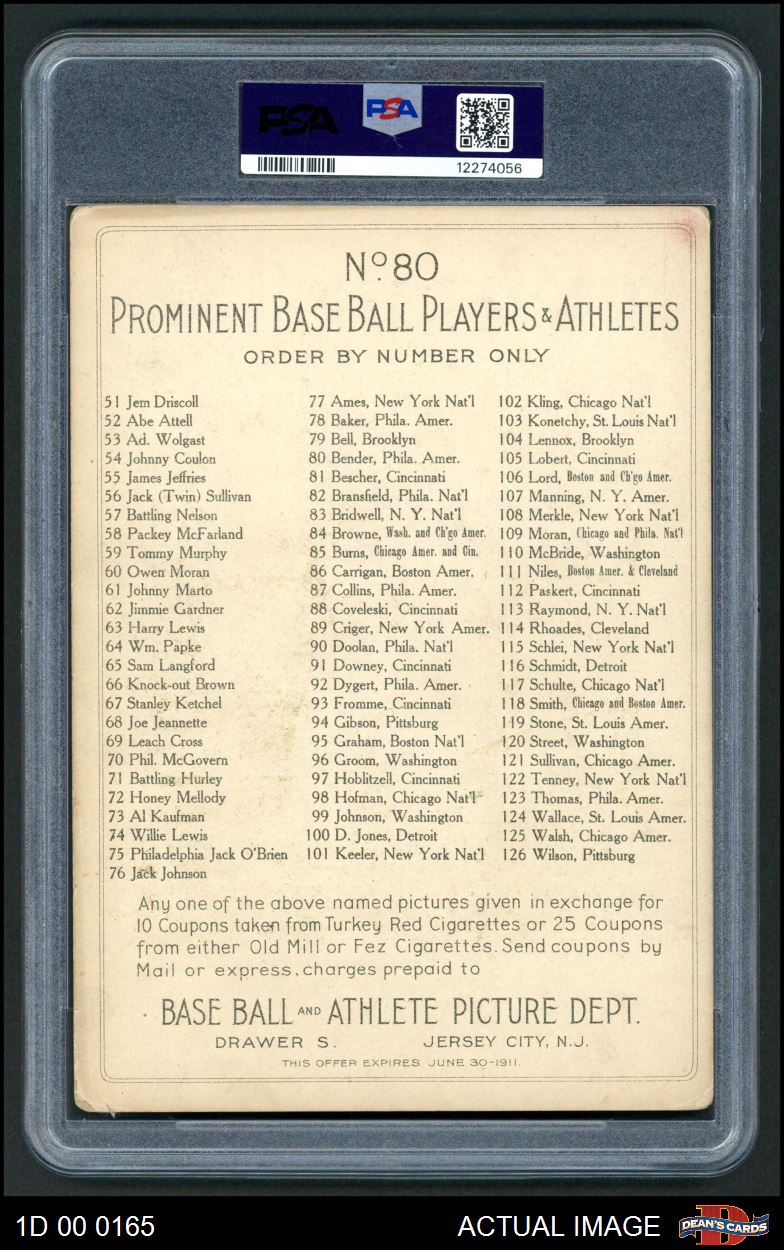 PSA
PSA
12274056
Nº 80
PROMINENT BASE BALL PLAYERS & ATHLETES
ORDER BY NUMBER ONLY
51 Jem Driscoll
52 Abe Attell
53 Ad. Wolgast
54 Johnny Coulon
55 James Jeffries
56 Jack (Twin) Sullivan
57 Battling Nelson
58 Packey McFarland
59 Tommy Murphy
60 Owen Moran
61 Johnny Marto
62 Jimmie Gardner
63 Harry Lewis
64 Wm. Papke
65 Sam Langford
66 Knock-out Brown
67 Stanley Ketchel
68 Joe Jeannette
69 Leach Cross
70 Phil. McGovern
71 Battling Hurley
72 Honey Mellody
73 Al Kaufman
74 Willie Lewis
75 Philadelphia Jack O'Brien
76 Jack Johnson
77 Ames, New York Nat'l
78 Baker, Phila. Amer.
79 Bell, Brooklyn
80 Bender, Phila. Amer.
81 Bescher, Cincinnati
82 Bransfield, Phila. Nat'l
83 Bridwell, N. Y. Nat'l
84 Browne, Wash. and Ch'go Amer.
85 Burns, Chicago Amer. and Cin.
86 Carrigan, Boston Amer.
87 Collins, Phila. Amer.
88 Coveleski, Cincinnati
89 Criger, New York Amer.
90 Doolan, Phila. Nat'l
91 Downey, Cincinnati
92 Dygert, Phila. Amer.
93 Fromme, Cincinnati
94 Gibson, Pittsburg
95 Graham, Boston Nat'l
96 Groom, Washington
97 Hoblitzell, Cincinnati
98 Hofman, Chicago Nat'l
99 Johnson, Washington
100 D. Jones, Detroit
101 Keeler, New York Nat'l
102 Kling, Chicago Nat'l
103 Konetchy, St. Louis Nat'l
104 Lennox, Brooklyn
105 Lobert, Cincinnati
106 Lord, Boston and Ch'go Amer.
107 Manning, N. Y. Amer.
108 Merkle, New York Nat'l
109 Moran, Chicago and Phila. Nat'l
110 McBride, Washington
111 Niles, Boston Amer. & Cleveland
112 Paskert, Cincinnati
113 Raymond, N. Y. Nat'l
114 Rhoades, Cleveland
115 Schlei, New York Nat'l
116 Schmidt, Detroit
117 Schulte, Chicago Nat'l
118 Smith, Chicago and Boston Amer.
119 Stone, St. Louis Amer.
120 Street, Washington
121 Sullivan, Chicago Amer.
122 Tenney, New York Nat'l
123 Thomas, Phila. Amer.
124 Wallace, St. Louis Amer.
125 Walsh, Chicago Amer.
126 Wilson, Pittsburg
Any one of the above named pictures given in exchange for
10 Coupons taken from Turkey Red Cigarettes or 25 Coupons
from either Old Mill or Fez Cigarettes. Send coupons by
Mail or express, charges prepaid to
BASE BALL AND ATHLETE PICTURE DEPT.
DRAWER S. JERSEY CITY, N.J.
THIS OFFER EXPIRES JUNE 30-1911.
1D 00 0165
ACTUAL IMAGE
D
DEAN'S CARDS